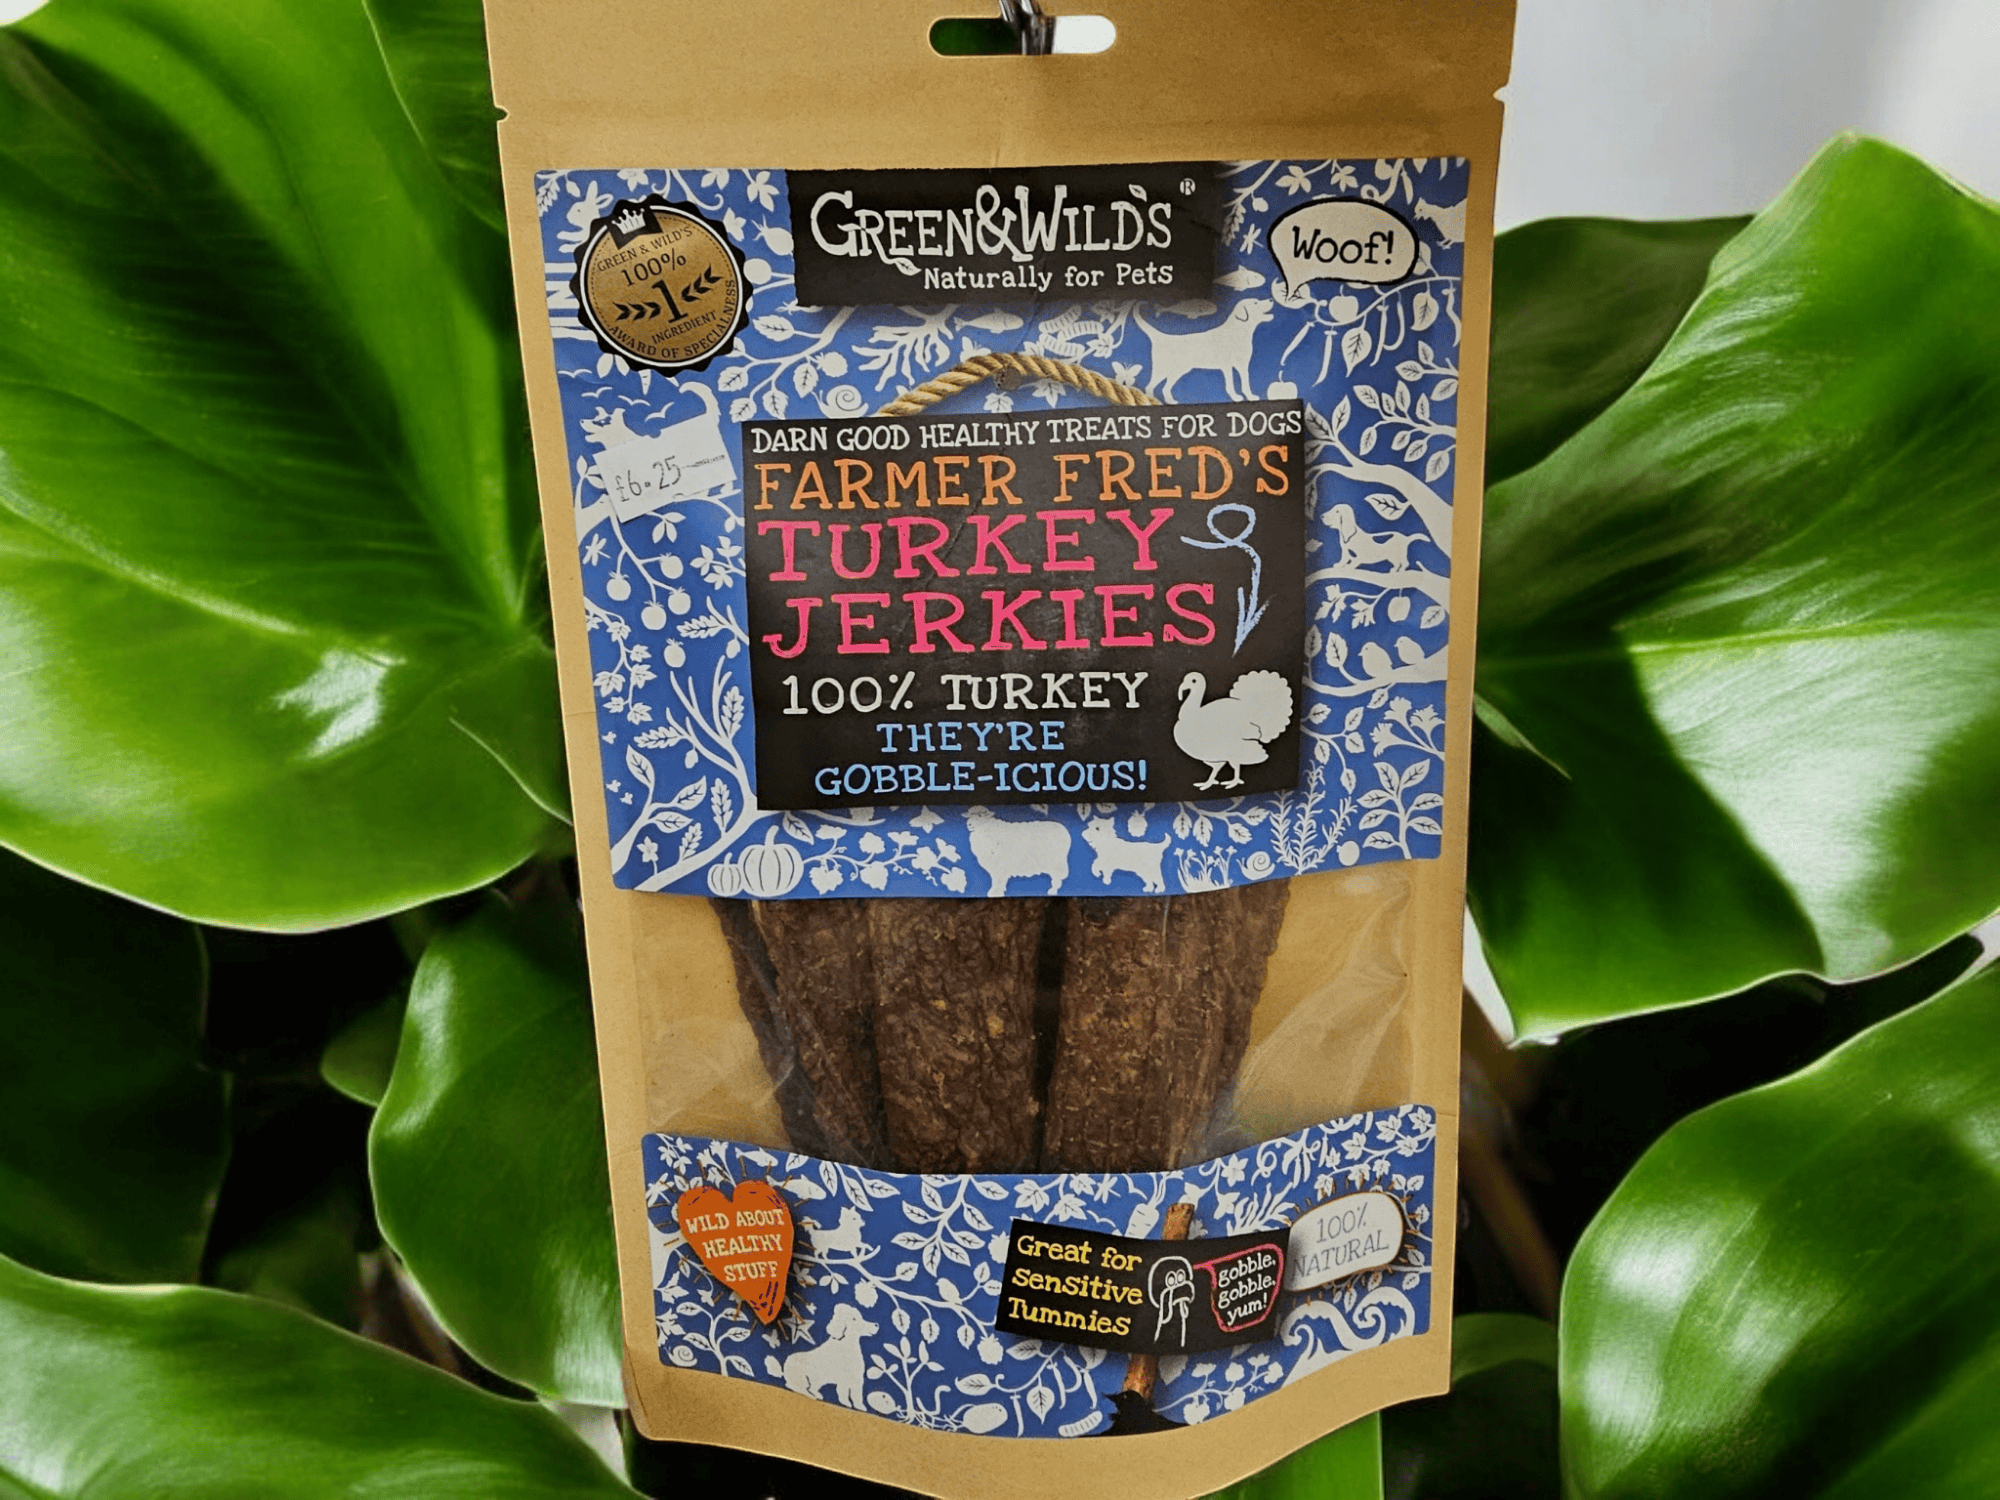 GREEN&WILD'S ®
Naturally for Pets
GREEN & WILD'S
100%
1
INGREDIENT
AWARD OF SPECIALNESS
Woof!
DARN GOOD HEALTHY TREATS FOR DOGS
£6.25
FARMER FRED'S
TURKEY
JERKIES
100% TURKEY
THEY'RE
GOBBLE-ICIOUS!
WILD ABOUT
HEALTHY
STUFF
Great for
sensitive
Tummies
gobble,
gobble,
yum!
100%
NATURAL